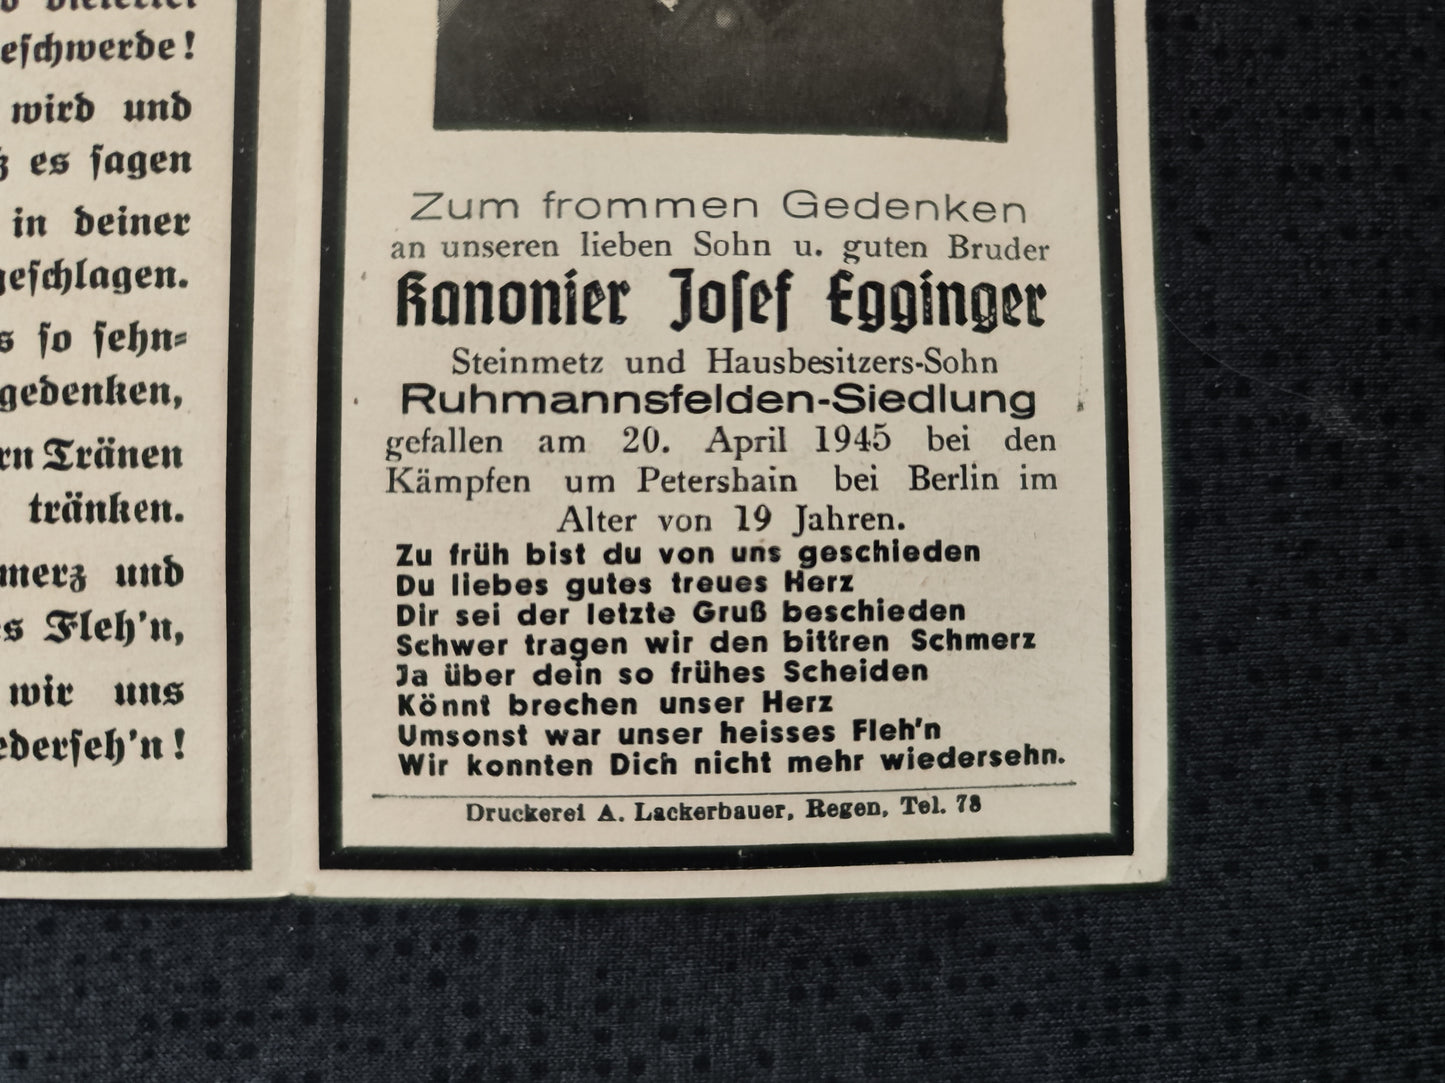 eschwerde!
wird und
es sagen
in deiner
geschlagen.
s so sehn=
gedenken,
rn Tränen
tränken.
merz und
es Fleh'n,
wir uns
ederseh'n!
Zum frommen Gedenken
an unseren lieben Sohn u. guten Bruder
Kanonier Josef Egginger
Steinmetz und Hausbesitzers-Sohn
Ruhmannsfelden-Siedlung
gefallen am 20. April 1945 bei den
Kämpfen um Petershain bei Berlin im
Alter von 19 Jahren.
Zu früh bist du von uns geschieden
Du liebes gutes treues Herz
Dir sei der letzte Gruß beschieden
Schwer tragen wir den bittren Schmerz
Ja über dein so frühes Scheiden
Könnt brechen unser Herz
Umsonst war unser heisses Fleh'n
Wir konnten Dich nicht mehr wiedersehn.
Druckerei A. Lackerbauer, Regen, Tel. 78